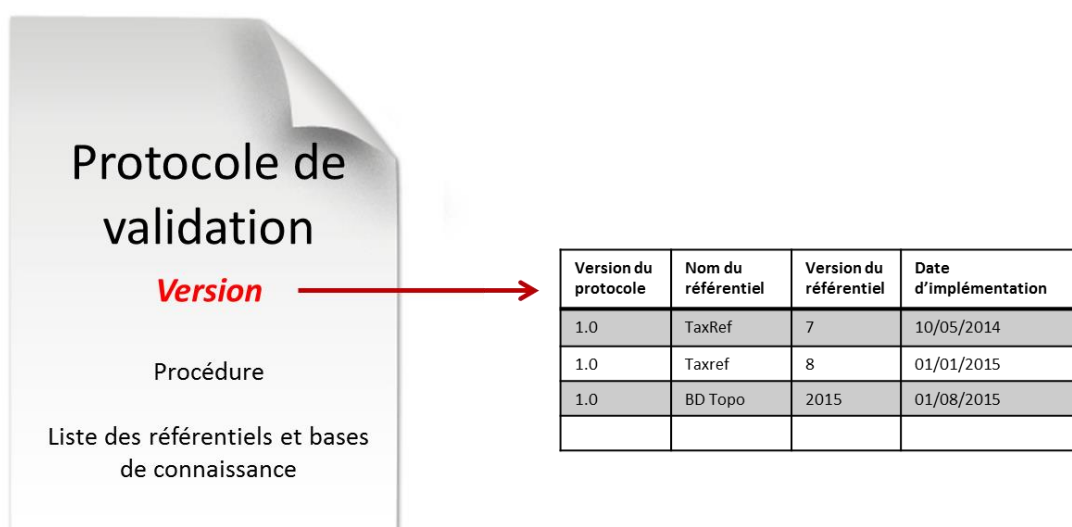 Protocole de
validation
Version
Procédure
Liste des référentiels et bases
de connaissance
Version du protocole | Nom du référentiel | Version du référentiel | Date d'implémentation
1.0 | TaxRef | 7 | 10/05/2014
1.0 | Taxref | 8 | 01/01/2015
1.0 | BD Topo | 2015 | 01/08/2015